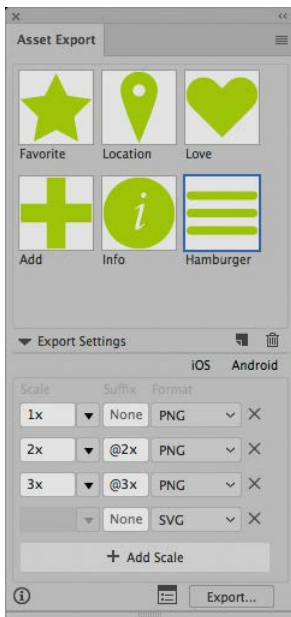 Asset Export
Favorite Location Love
i
Add Info Hamburger
Export Settings
iOS Android
Scale Suffix Format
1x None PNG
2x @2x PNG
3x @3x PNG
None SVG
+ Add Scale
Export...